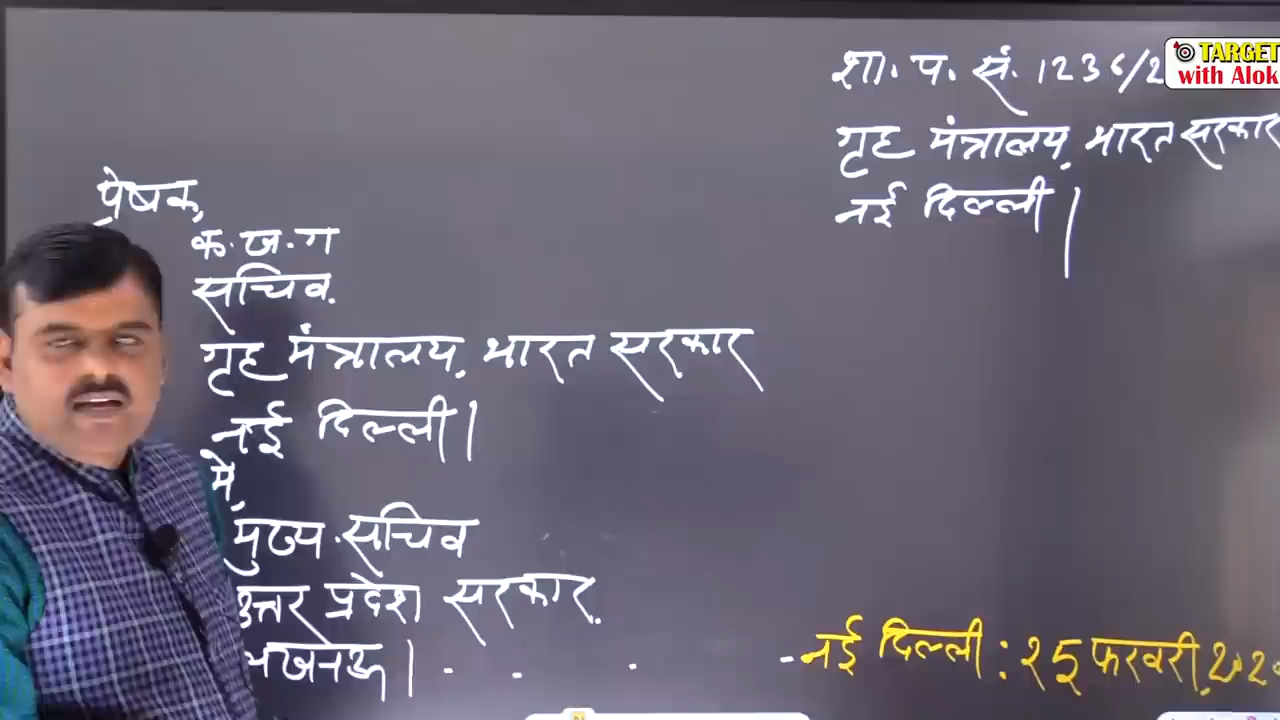 शा. प. सं. 1236/2
TARGET
with Alok
गृह मंत्रालय, भारत सरकार
नई दिल्ली।
प्रेषक,
क. ख. ग
सचिव,
गृह मंत्रालय, भारत सरकार
नई दिल्ली।
में,
मुख्य सचिव
उत्तर प्रदेश सरकार,
लखनऊ।
नई दिल्ली : 25 फरवरी, 202